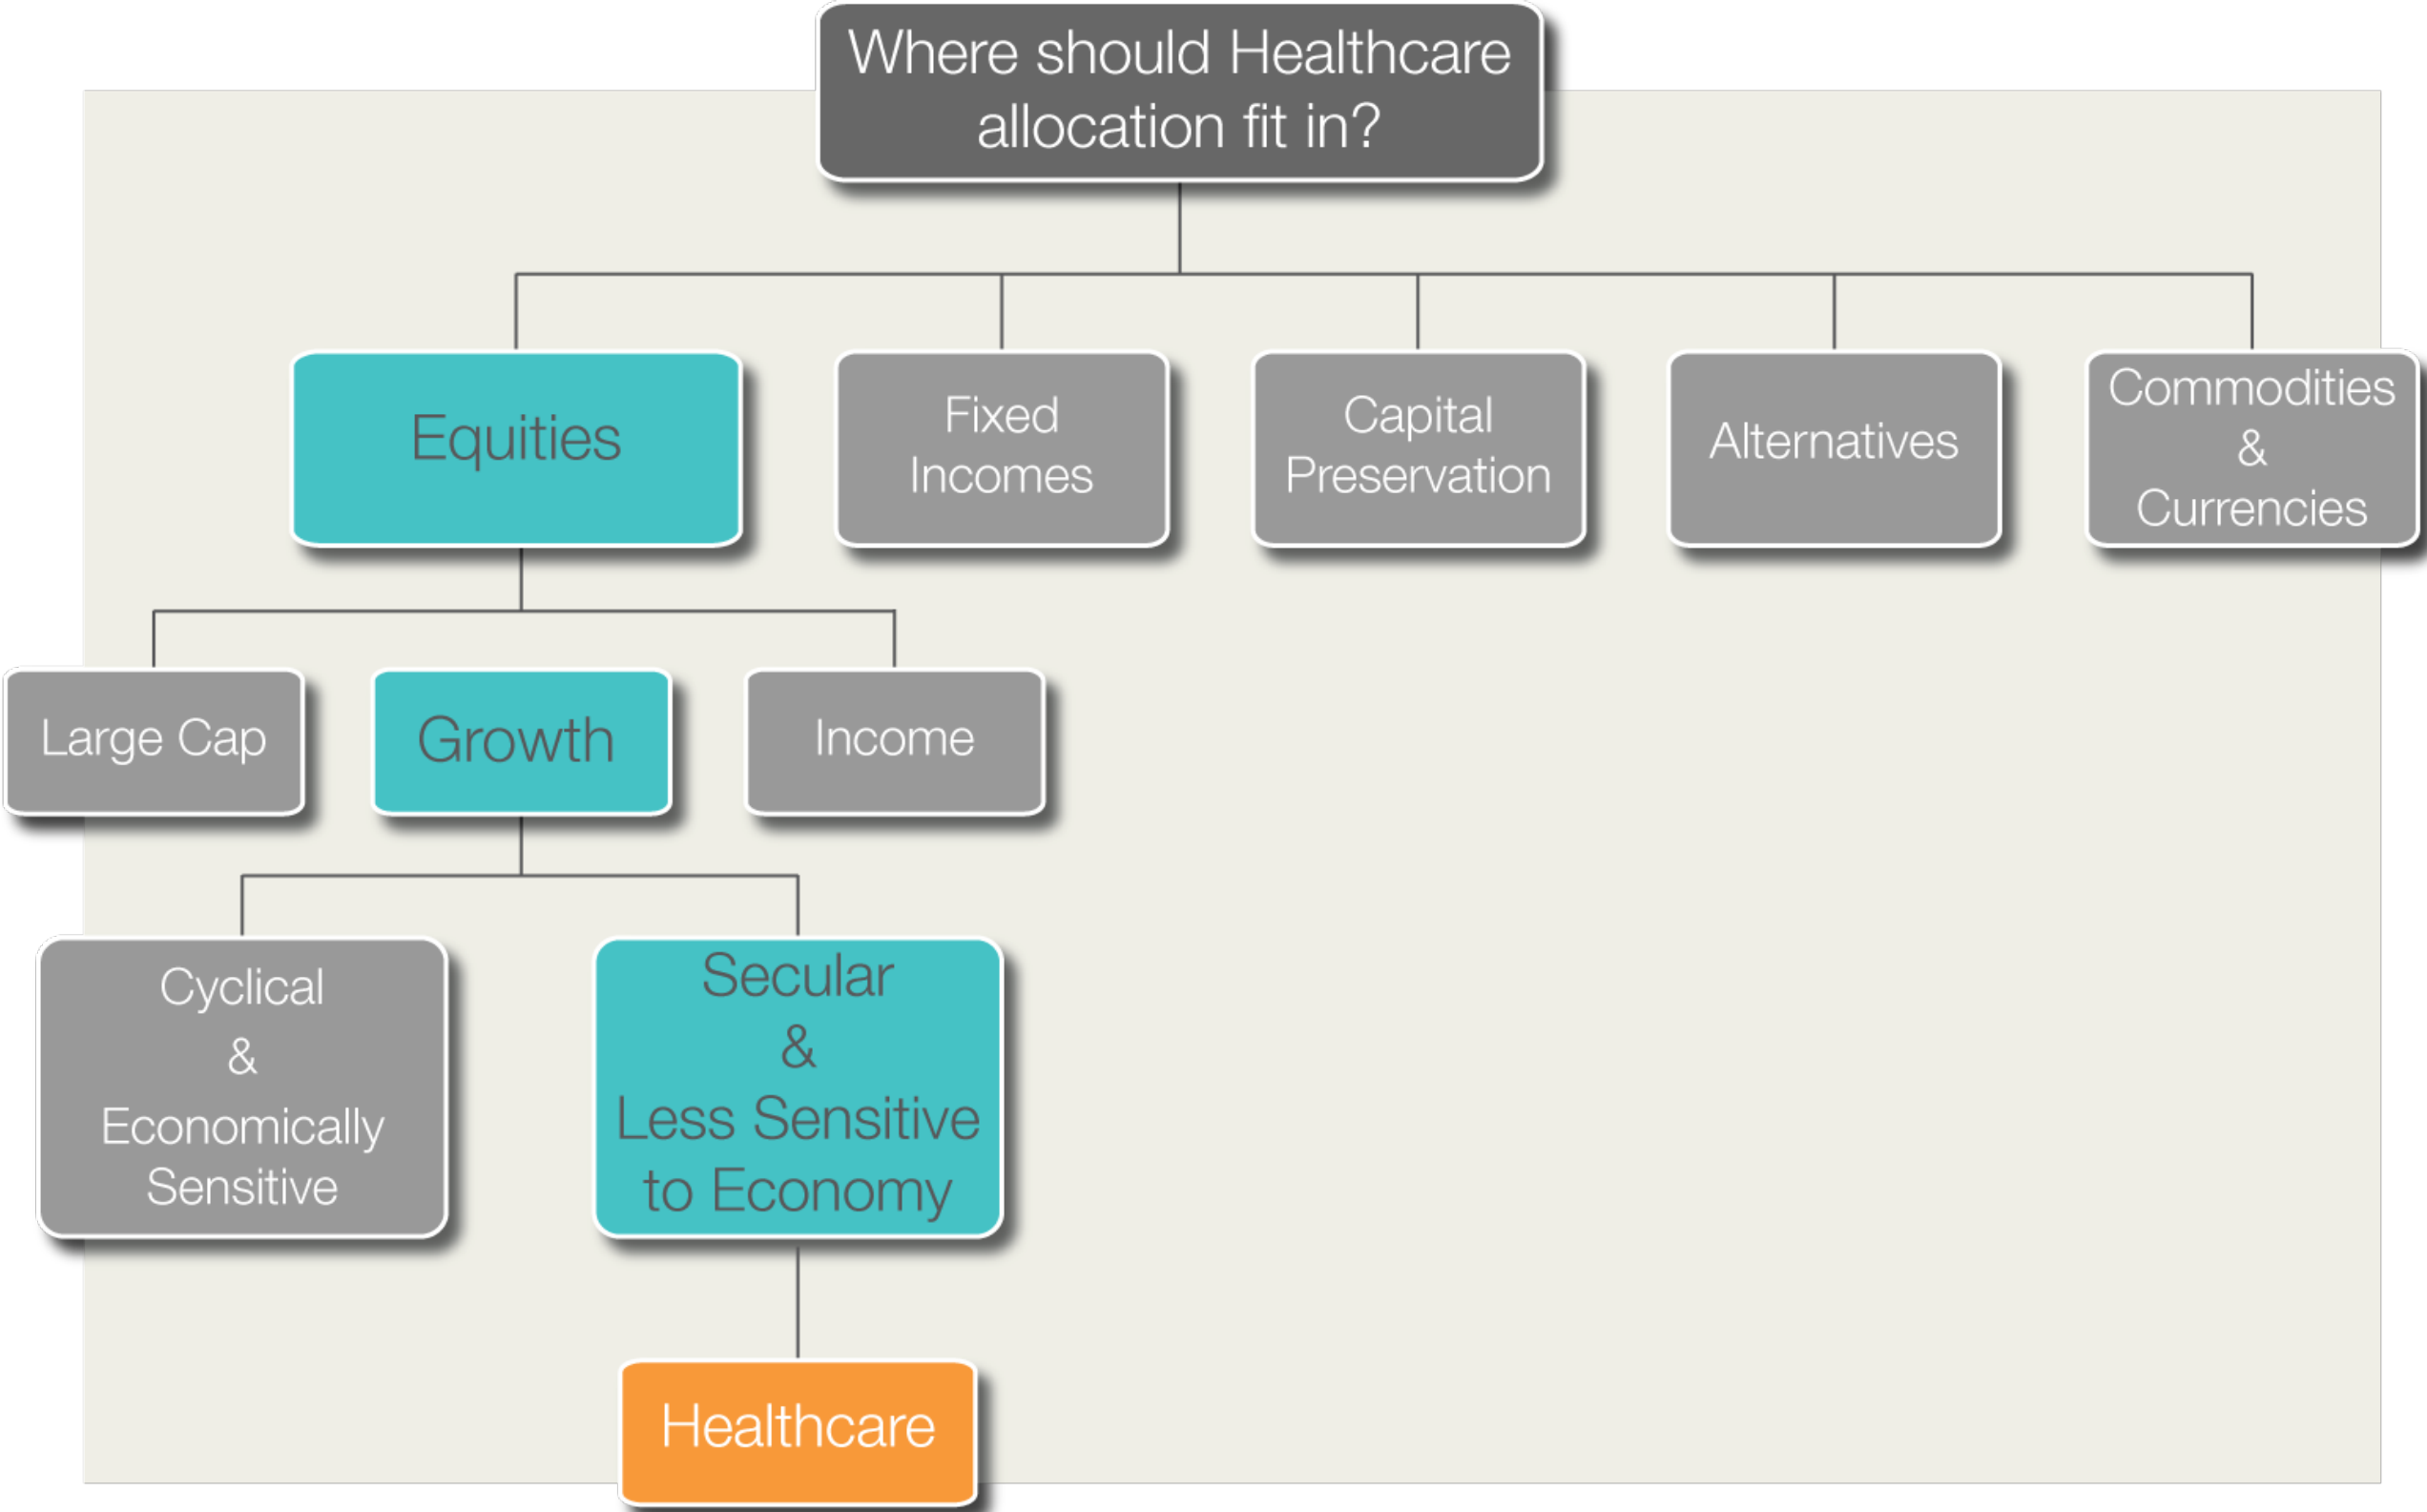 Where should Healthcare
allocation fit in?
Equities
Fixed
Incomes
Capital
Preservation
Alternatives
Commodities
&
Currencies
Large Cap
Growth
Income
Cyclical
&
Economically
Sensitive
Secular
&
Less Sensitive
to Economy
Healthcare